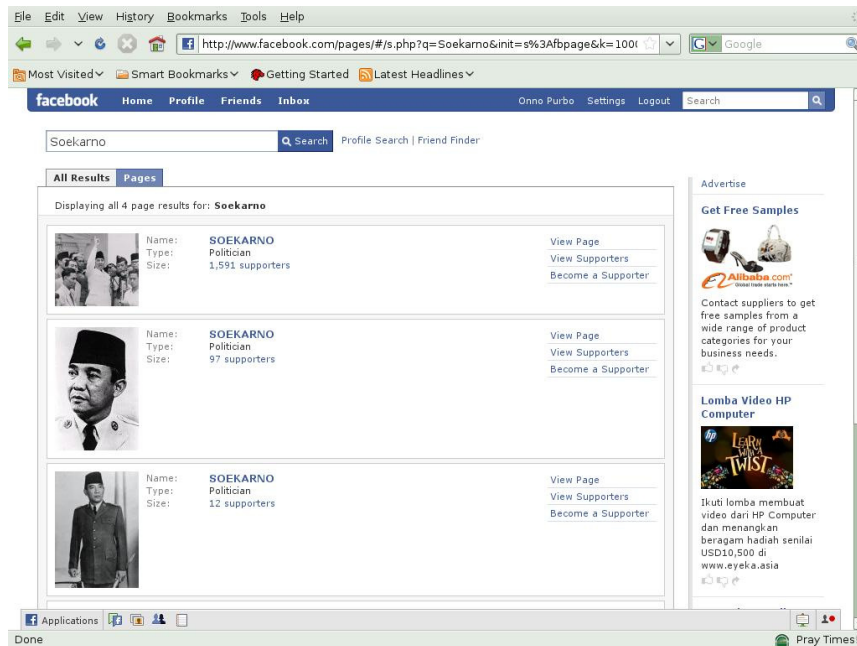 File Edit View History Bookmarks Tools Help
http://www.facebook.com/pages/#/s.php?q=Soekarno&init=s%3Afbpage&k=100( Google
Most Visited Smart Bookmarks Getting Started Latest Headlines
facebook Home Profile Friends Inbox Onno Purbo Settings Logout Search
Soekarno Search Profile Search | Friend Finder
All Results Pages
Displaying all 4 page results for: Soekarno
Name: SOEKARNO
Type: Politician
Size: 1,591 supporters
View Page
View Supporters
Become a Supporter
Name: SOEKARNO
Type: Politician
Size: 97 supporters
View Page
View Supporters
Become a Supporter
Name: SOEKARNO
Type: Politician
Size: 12 supporters
View Page
View Supporters
Become a Supporter
Advertise
Get Free Samples
Alibaba.com
Global trade starts here.
Contact suppliers to get
free samples from a
wide range of product
categories for your
business needs.
Lomba Video HP
Computer
hp
LEARN
WITH A
TWIST
Ikuti lomba membuat
video dari HP Computer
dan menangkan
beragam hadiah senilai
USD10,500 di
www.eyeka.asia
Applications
Done Pray Times: